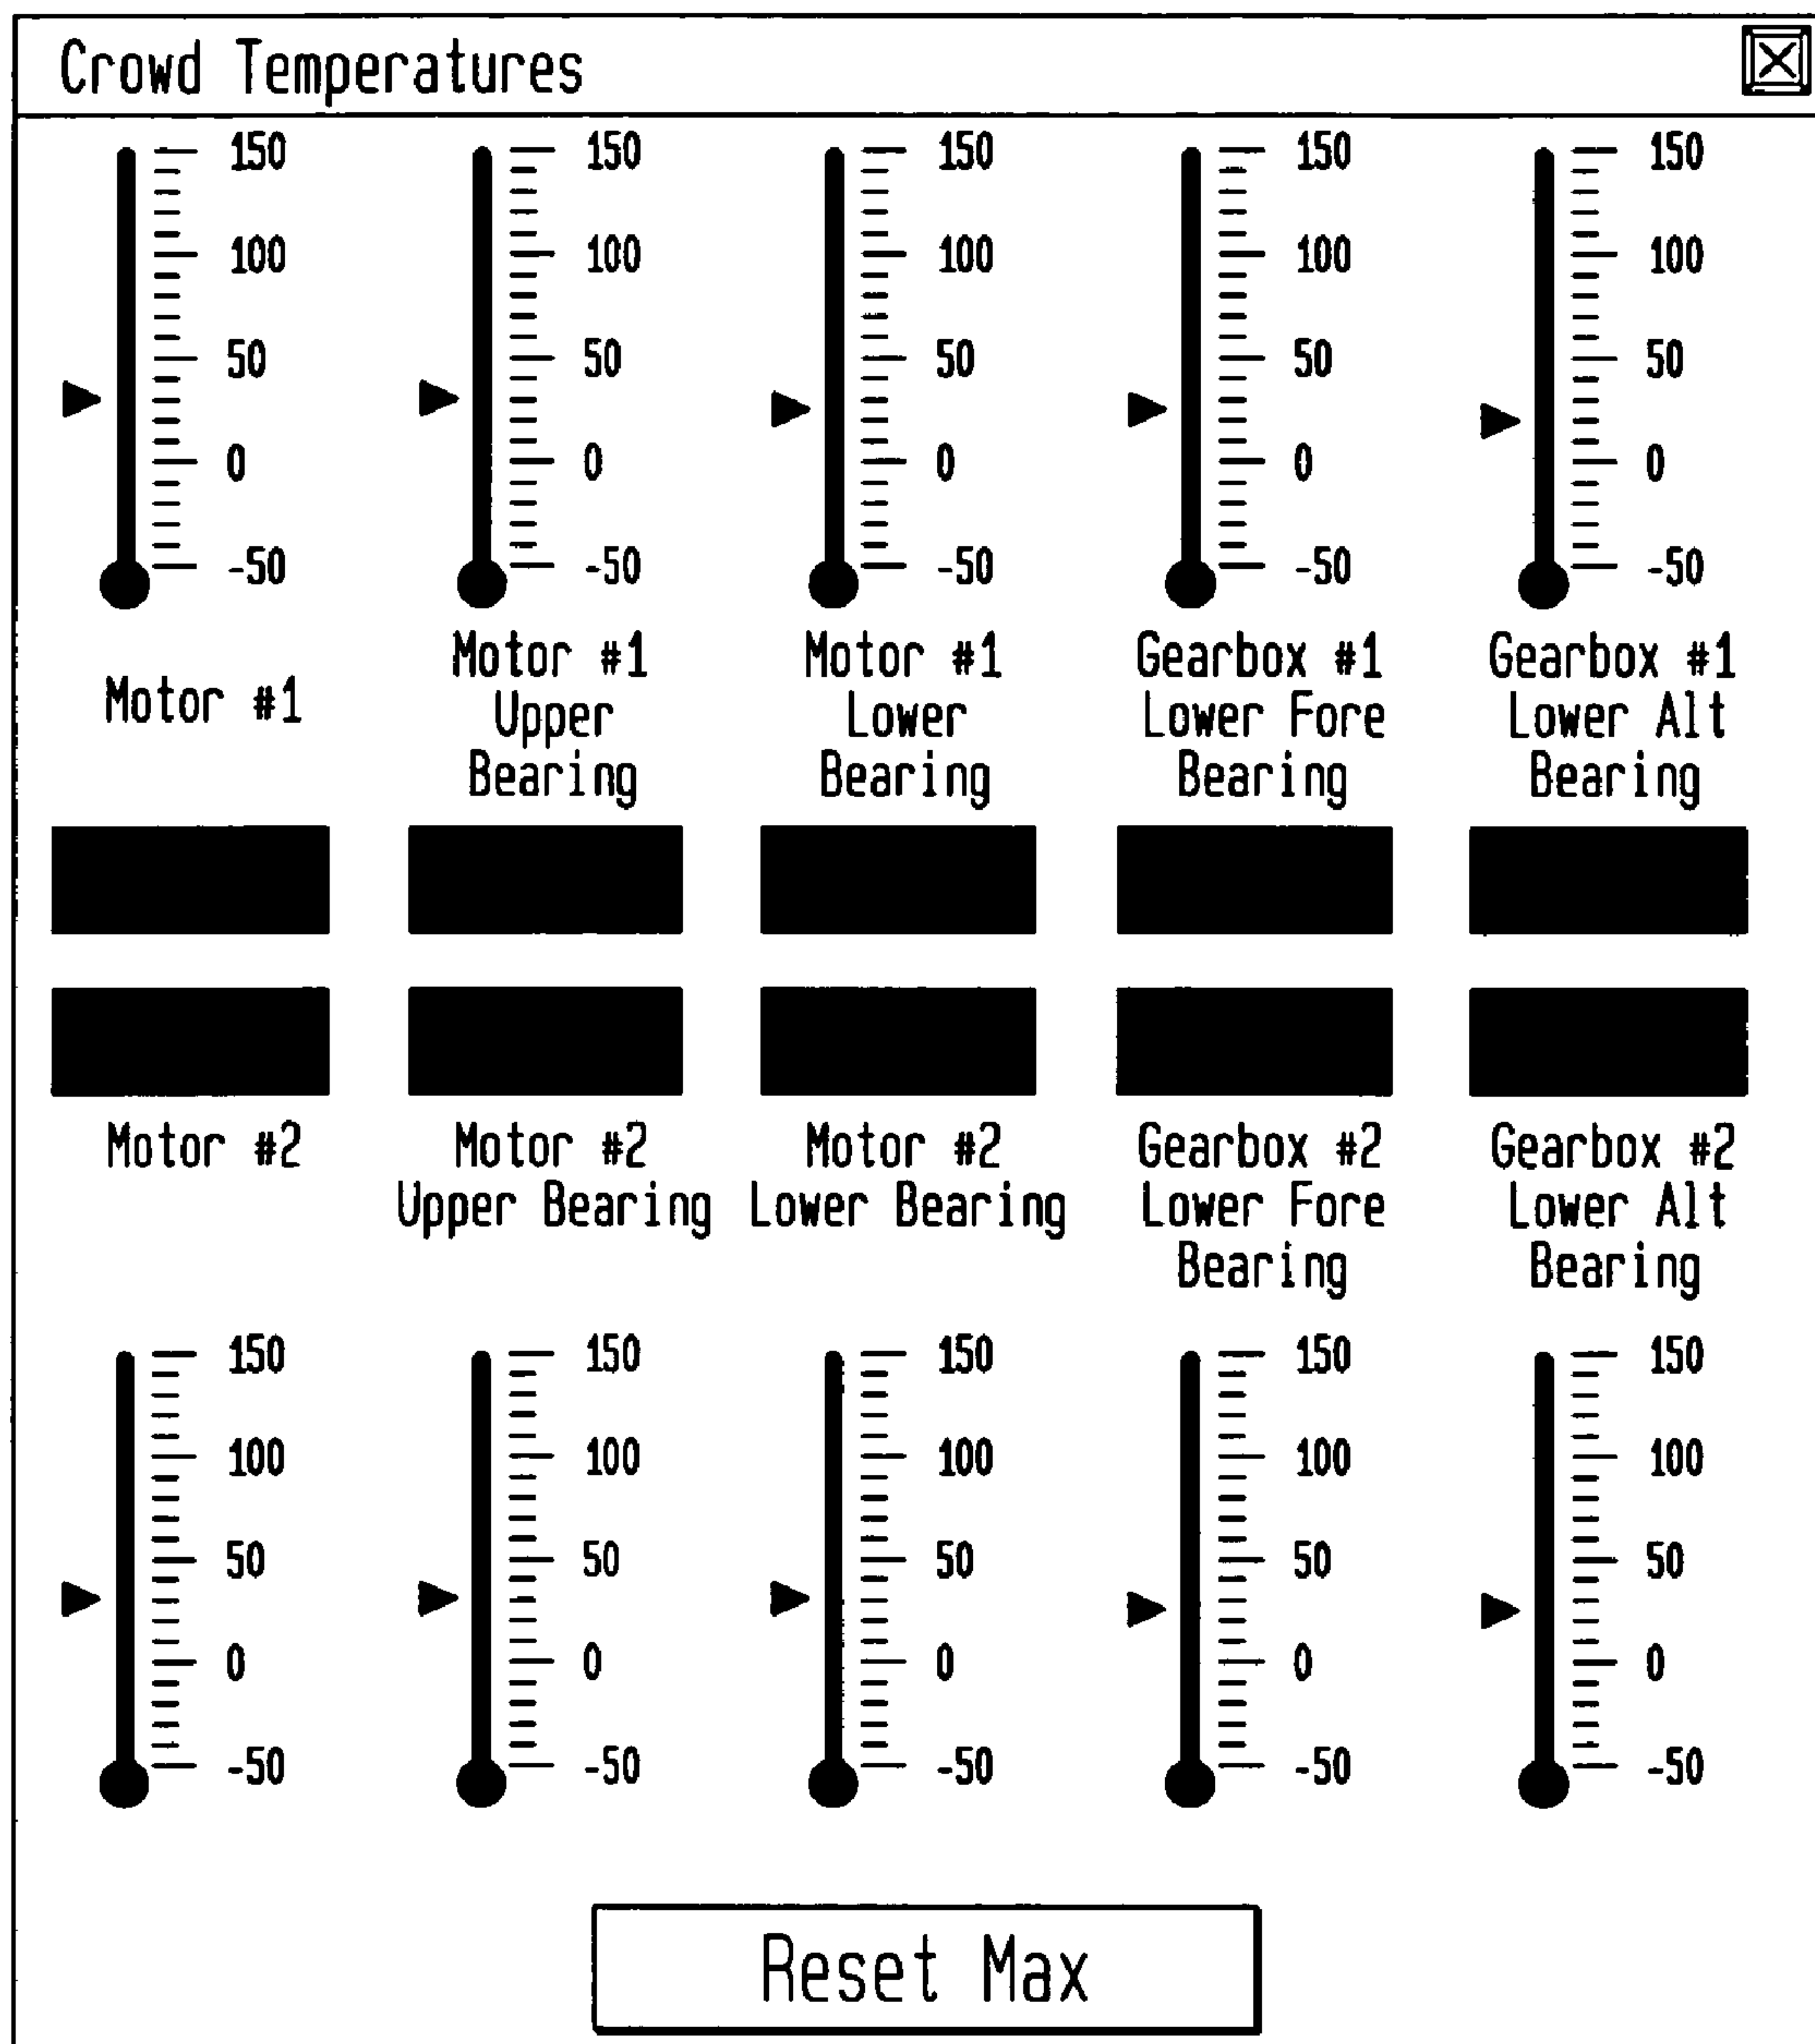 Crowd Temperatures
150 150 150 150 150
100 100 100 100 100
50 50 50 50 50
0 0 0 0 0
-50 -50 -50 -50 -50
Motor #1
Motor #1
Upper
Bearing
Motor #1
Lower
Bearing
Gearbox #1
Lower Fore
Bearing
Gearbox #1
Lower Alt
Bearing
Motor #2
Motor #2
Upper Bearing
Motor #2
Lower Bearing
Gearbox #2
Lower Fore
Bearing
Gearbox #2
Lower Alt
Bearing
150 150 150 150 150
100 100 100 100 100
50 50 50 50 50
0 0 0 0 0
-50 -50 -50 -50 -50
Reset Max